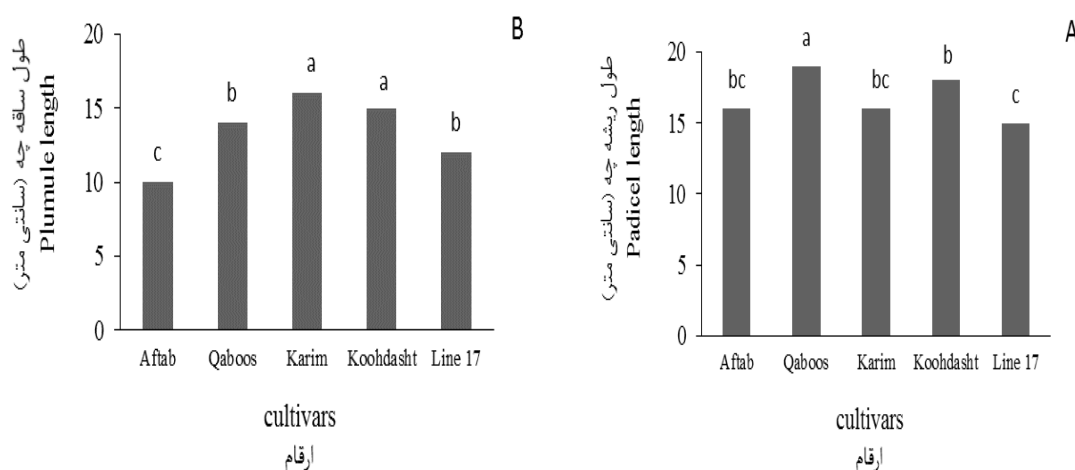 B
طول ساقه چه (سانتی متر)
Plumule length
20
15
10
5
0
c
b
a
a
b
Aftab
Qaboos
Karim
Koohdasht
Line 17
cultivars
ارقام
A
طول ریشه چه (سانتی متر)
Padicel length
20
15
10
5
0
bc
a
bc
b
c
Aftab
Qaboos
Karim
Koohdasht
Line 17
cultivars
ارقام